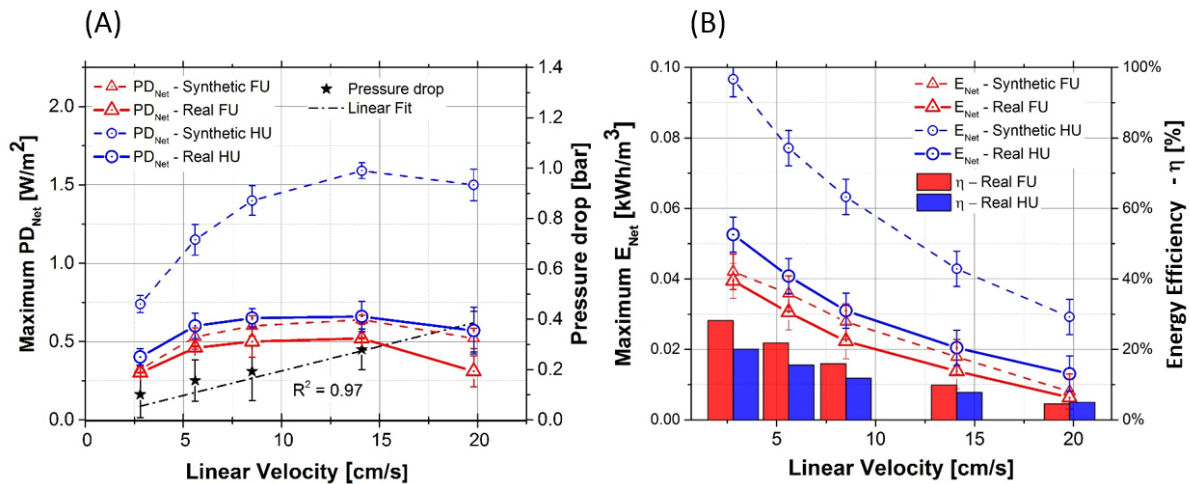 (A)
PD_Net - Synthetic FU
PD_Net - Real FU
PD_Net - Synthetic HU
PD_Net - Real HU
Pressure drop
Linear Fit
R² = 0.97
Maximum PD_Net [W/m²]
2.0
1.5
1.0
0.5
0.0
Pressure drop [bar]
1.4
1.2
1.0
0.8
0.6
0.4
0.2
0.0
0 5 10 15 20
Linear Velocity [cm/s]
(B)
E_Net - Synthetic FU
E_Net - Real FU
E_Net - Synthetic HU
E_Net - Real HU
η – Real FU
η – Real HU
Maximum E_Net [kWh/m³]
0.10
0.08
0.06
0.04
0.02
0.00
Energy Efficiency - η [%]
100%
80%
60%
40%
20%
0%
5 10 15 20
Linear Velocity [cm/s]